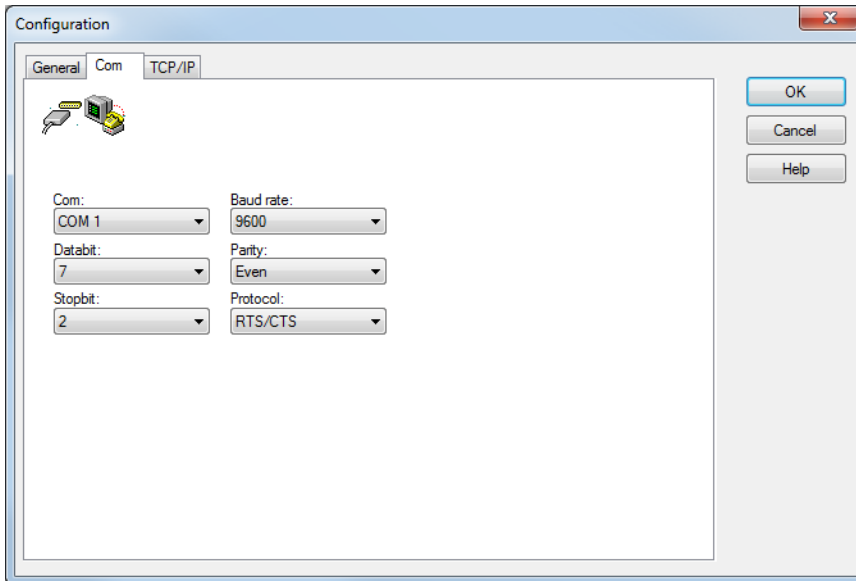 Configuration
General Com TCP/IP
OK
Cancel
Help
Com: Baud rate:
COM 1 9600
Databit: Parity:
7 Even
Stopbit: Protocol:
2 RTS/CTS